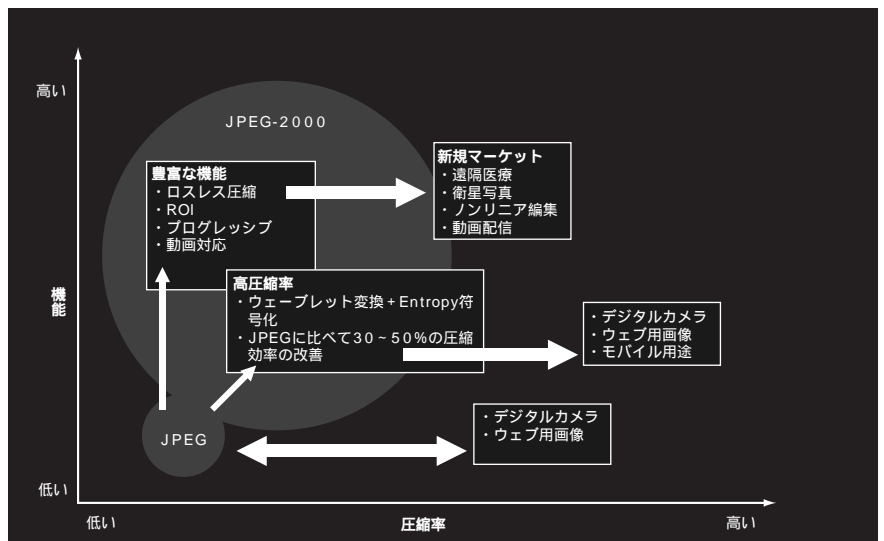 高い
JPEG-2000
豊富な機能
・ロスレス圧縮
・ROI
・プログレッシブ
・動画対応
新規マーケット
・遠隔医療
・衛星写真
・ノンリニア編集
・動画配信
高圧縮率
・ウェーブレット変換+Entropy符
号化
・JPEGに比べて30~50%の圧縮
効率の改善
・デジタルカメラ
・ウェブ用画像
・モバイル用途
機能
JPEG
・デジタルカメラ
・ウェブ用画像
低い
低い
圧縮率
高い